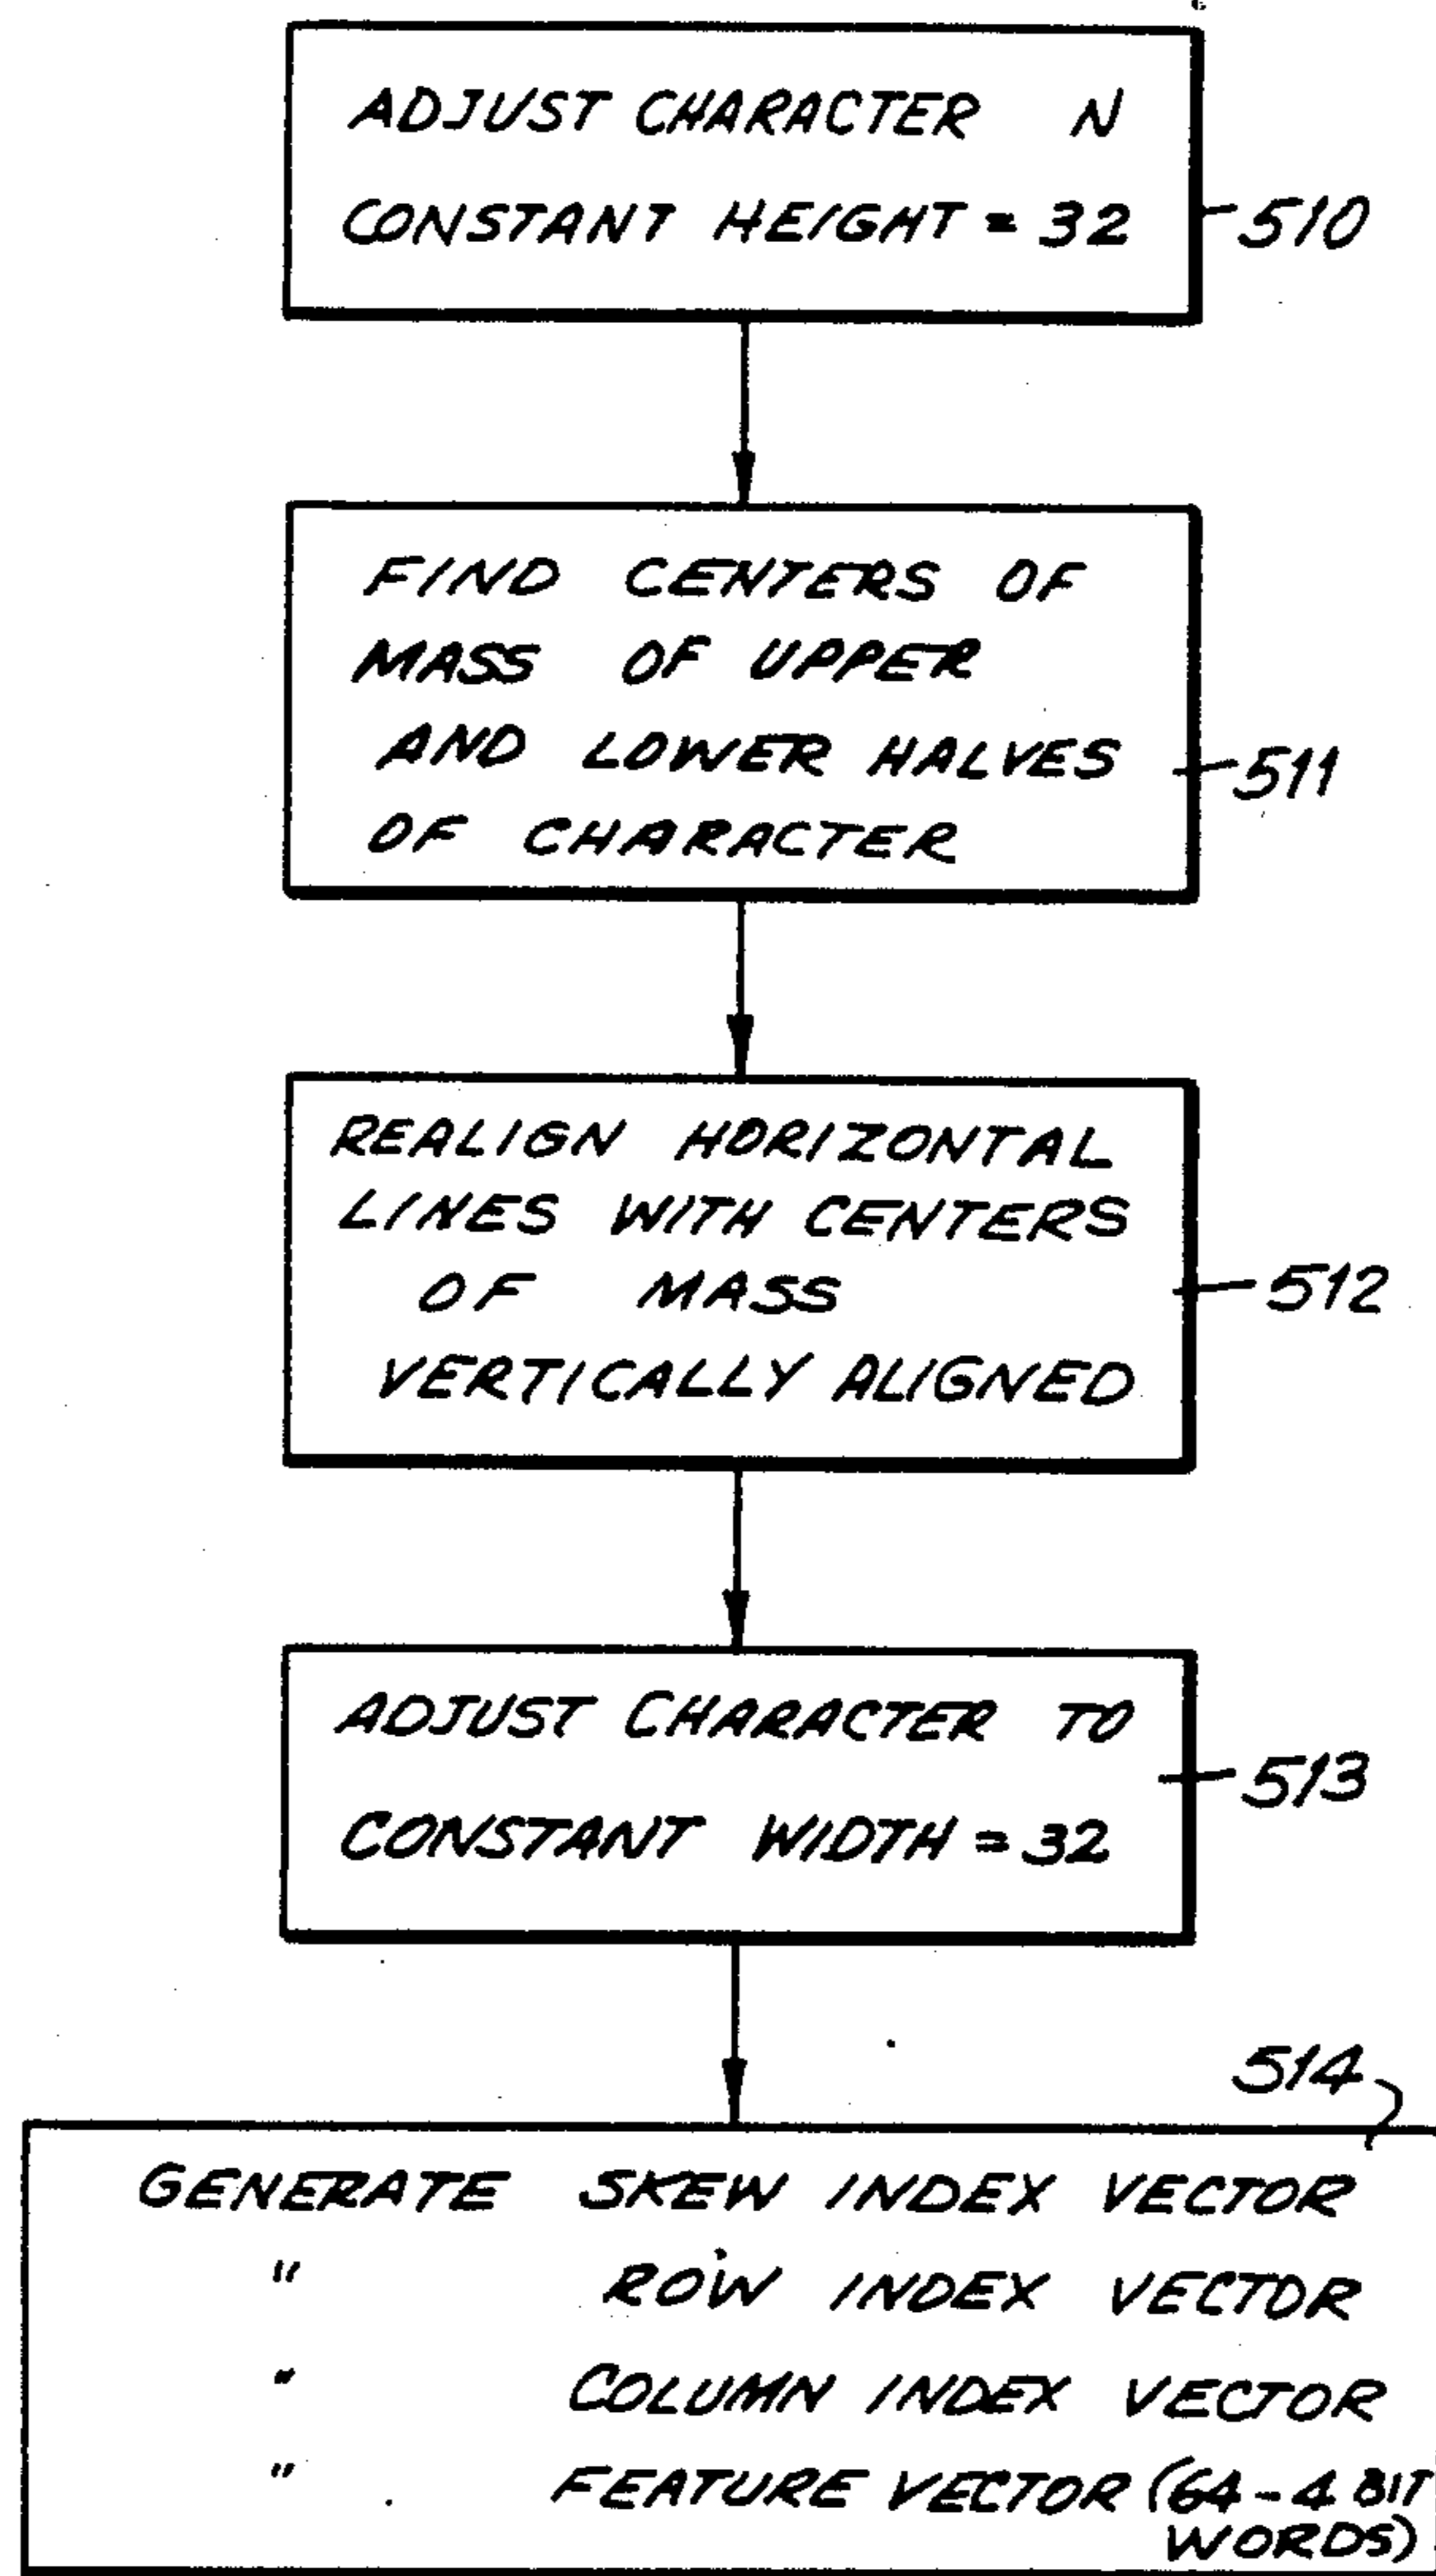 ADJUST CHARACTER N
CONSTANT HEIGHT = 32
510
FIND CENTERS OF
MASS OF UPPER
AND LOWER HALVES
OF CHARACTER
511
REALIGN HORIZONTAL
LINES WITH CENTERS
OF MASS
VERTICALLY ALIGNED
512
ADJUST CHARACTER TO
CONSTANT WIDTH = 32
513
514
GENERATE SKEW INDEX VECTOR
" ROW INDEX VECTOR
" COLUMN INDEX VECTOR
" FEATURE VECTOR (64-4 BIT
WORDS)